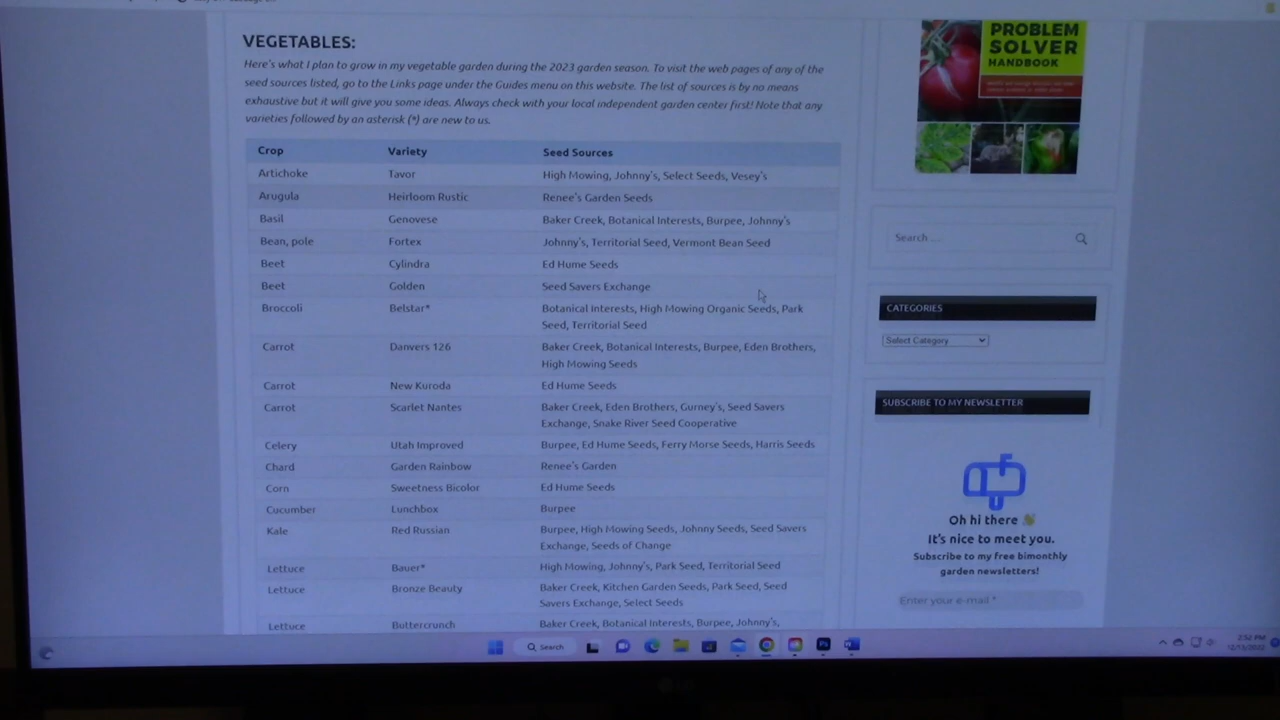 VEGETABLES:
Here's what I plan to grow in my vegetable garden during the 2023 garden season. To visit the web pages of any of the
seed sources listed, go to the Links page under the Guides menu on this website. The list of sources is by no means
exhaustive but it will give you some ideas. Always check with your local independent garden center first! Note that any
varieties followed by an asterisk (*) are new to us.
Crop Variety Seed Sources
Artichoke Tavor High Mowing, Johnny's, Select Seeds, Vesey's
Arugula Heirloom Rustic Renee's Garden Seeds
Basil Genovese Baker Creek, Botanical Interests, Burpee, Johnny's
Bean, pole Fortex Johnny's, Territorial Seed, Vermont Bean Seed
Beet Cylindra Ed Hume Seeds
Beet Golden Seed Savers Exchange
Broccoli Belstar* Botanical Interests, High Mowing Organic Seeds, Park
Seed, Territorial Seed
Carrot Danvers 126 Baker Creek, Botanical Interests, Burpee, Eden Brothers,
High Mowing Seeds
Carrot New Kuroda Ed Hume Seeds
Carrot Scarlet Nantes Baker Creek, Eden Brothers, Gurney's, Seed Savers
Exchange, Snake River Seed Cooperative
Celery Utah Improved Burpee, Ed Hume Seeds, Ferry Morse Seeds, Harris Seeds
Chard Garden Rainbow Renee's Garden
Corn Sweetness Bicolor Ed Hume Seeds
Cucumber Lunchbox Burpee
Kale Red Russian Burpee, High Mowing Seeds, Johnny Seeds, Seed Savers
Exchange, Seeds of Change
Lettuce Bauer* High Mowing, Johnny's, Park Seed, Territorial Seed
Lettuce Bronze Beauty Baker Creek, Kitchen Garden Seeds, Park Seed, Seed
Savers Exchange, Select Seeds
Lettuce Buttercrunch Baker Creek, Botanical Interests, Burpee, Johnny's,
PROBLEM
SOLVER
HANDBOOK
Search ...
CATEGORIES
Select Category
SUBSCRIBE TO MY NEWSLETTER
Oh hi there 👋
It's nice to meet you.
Subscribe to my free bimonthly
garden newsletters!
Enter your e-mail *
Search
2:52 PM
12/13/2022
LG